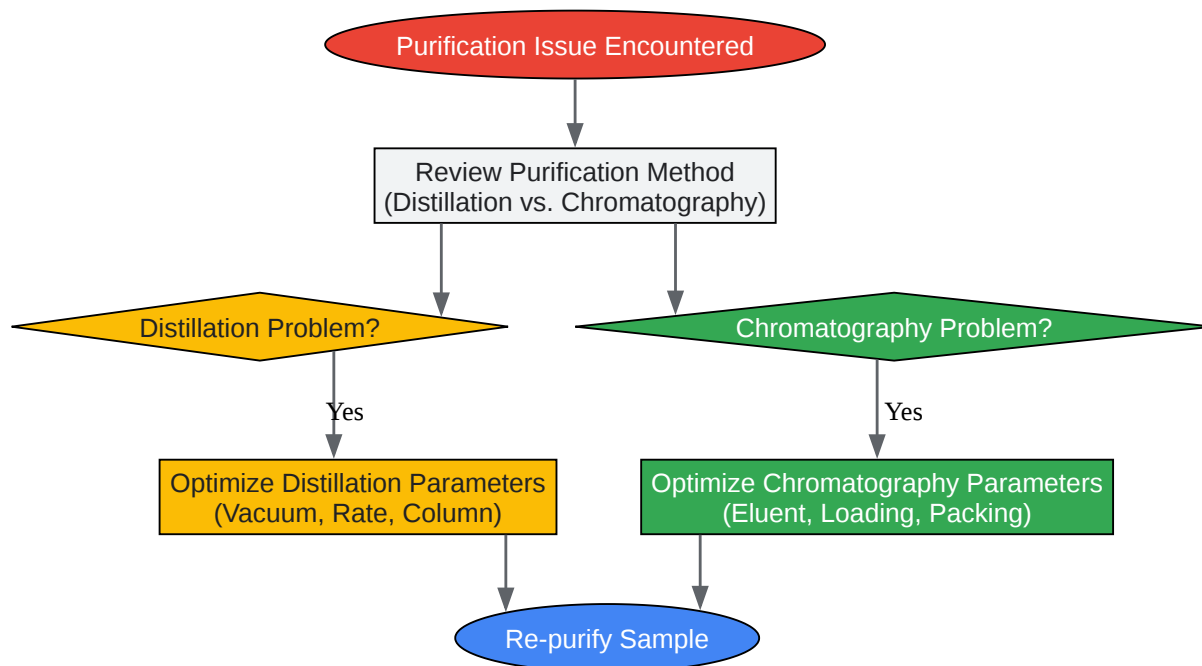 Purification Issue Encountered
Review Purification Method
(Distillation vs. Chromatography)
Distillation Problem?
Chromatography Problem?
Yes
Yes
Optimize Distillation Parameters
(Vacuum, Rate, Column)
Optimize Chromatography Parameters
(Eluent, Loading, Packing)
Re-purify Sample